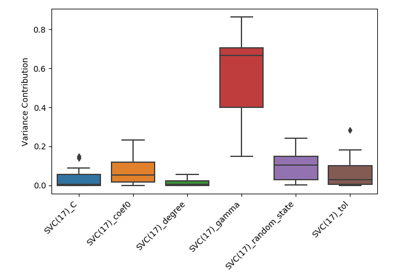 0.8
0.6
0.4
0.2
0.0
Variance Contribution
SVC(17)_C
SVC(17)_coef0
SVC(17)_degree
SVC(17)_gamma
SVC(17)_random_state
SVC(17)_tol